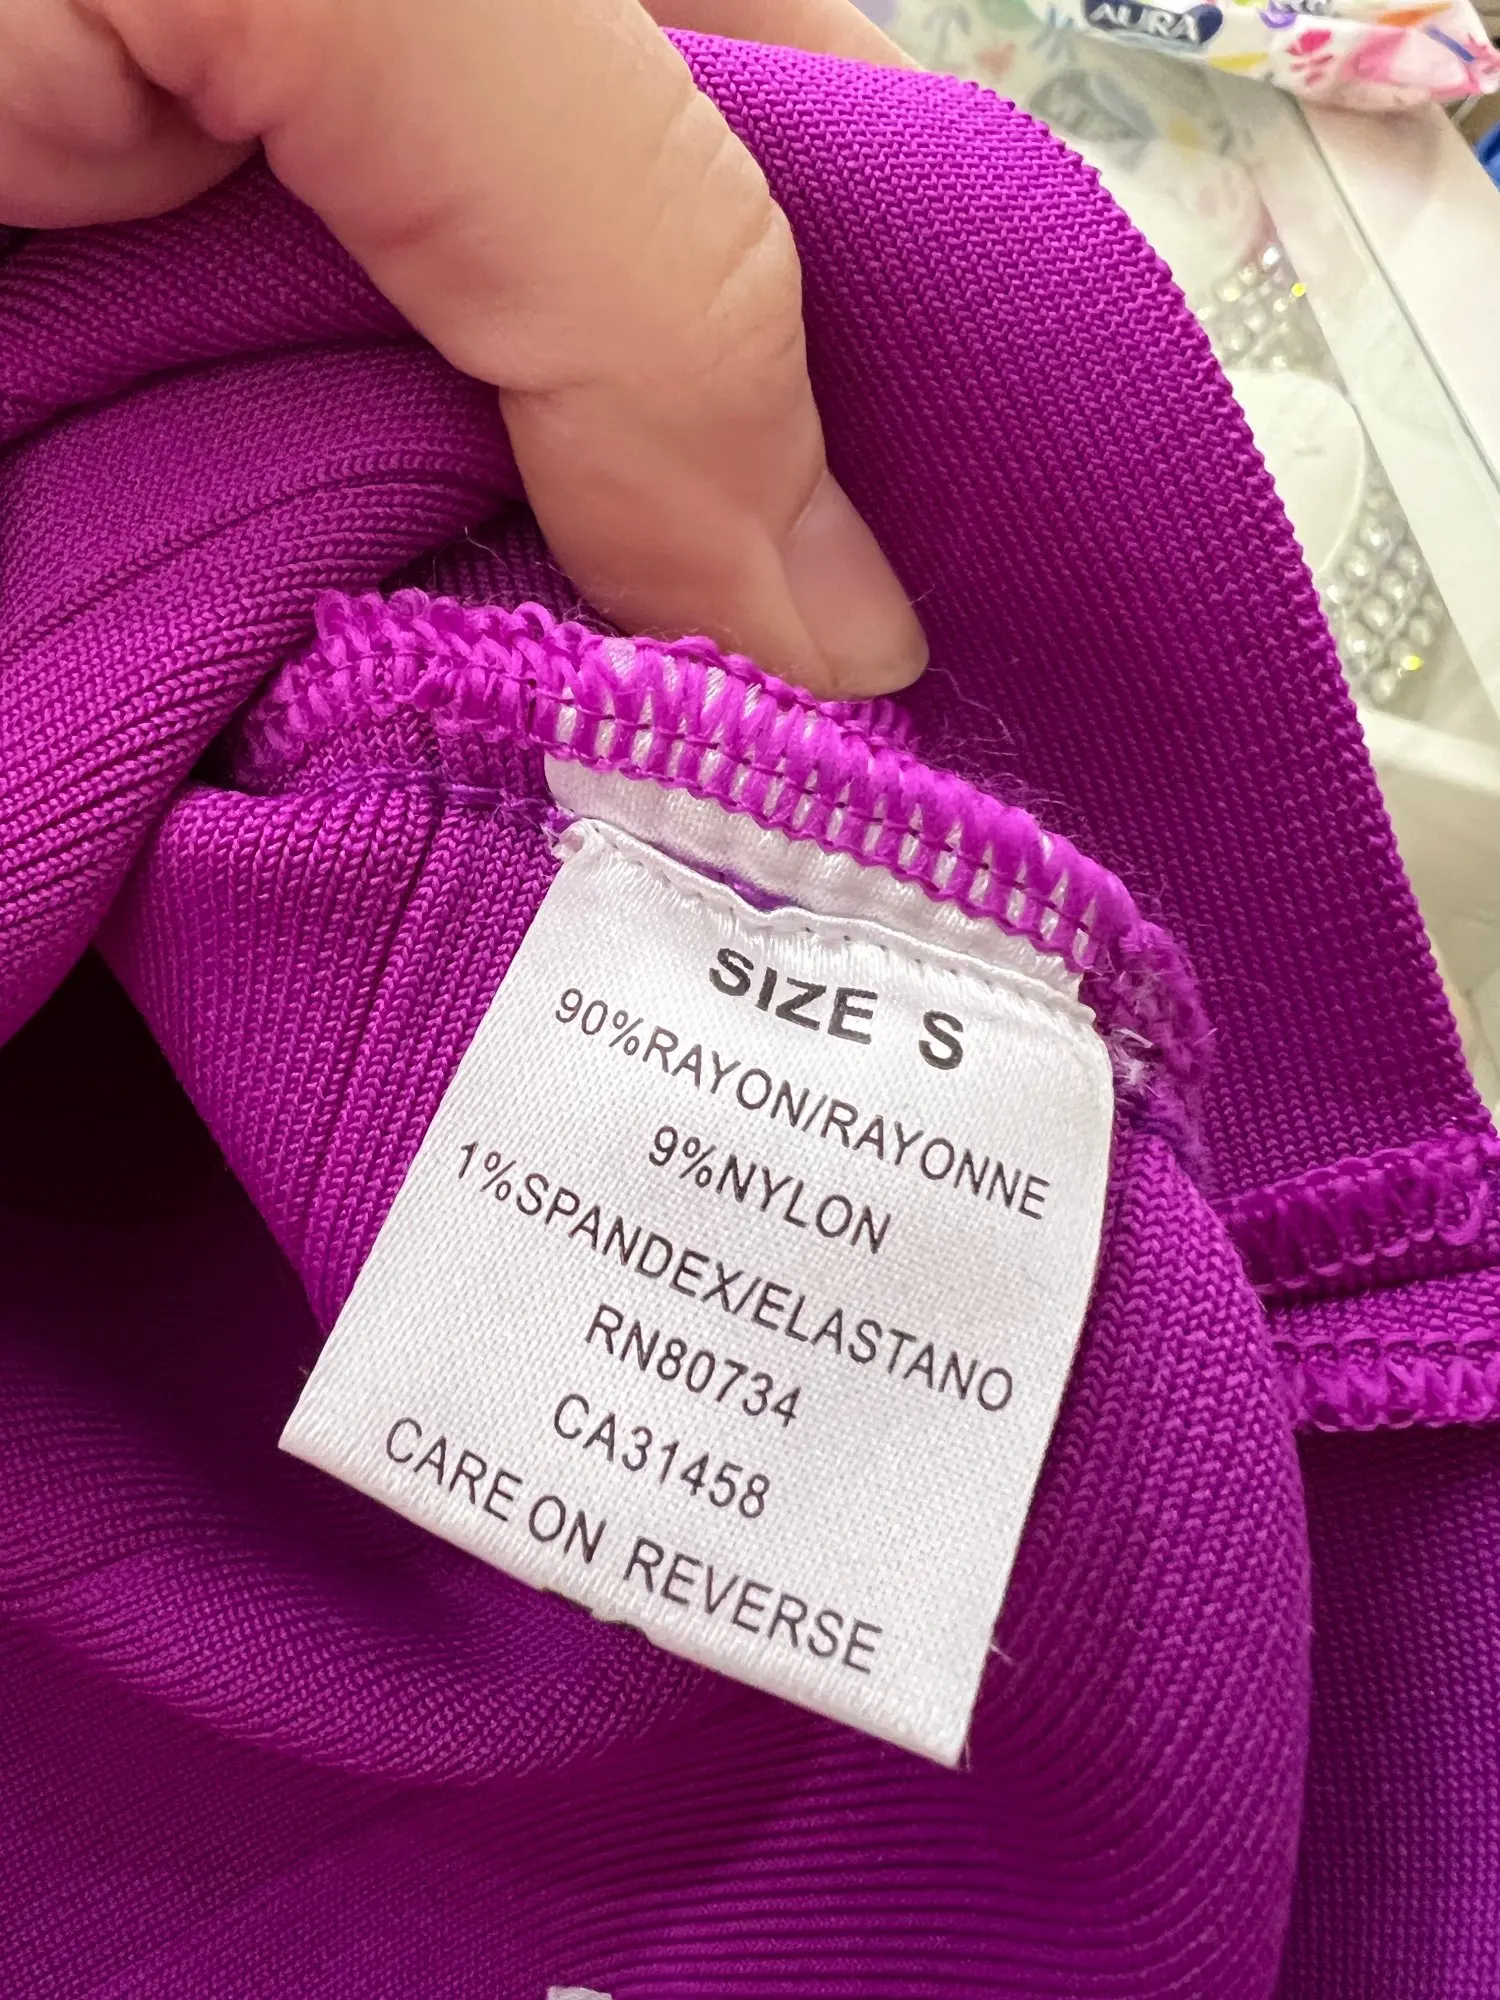 AURA
SIZE S
90%RAYON/RAYONNE
9%NYLON
1%SPANDEX/ELASTANO
RN80734
CA31458
CARE ON REVERSE